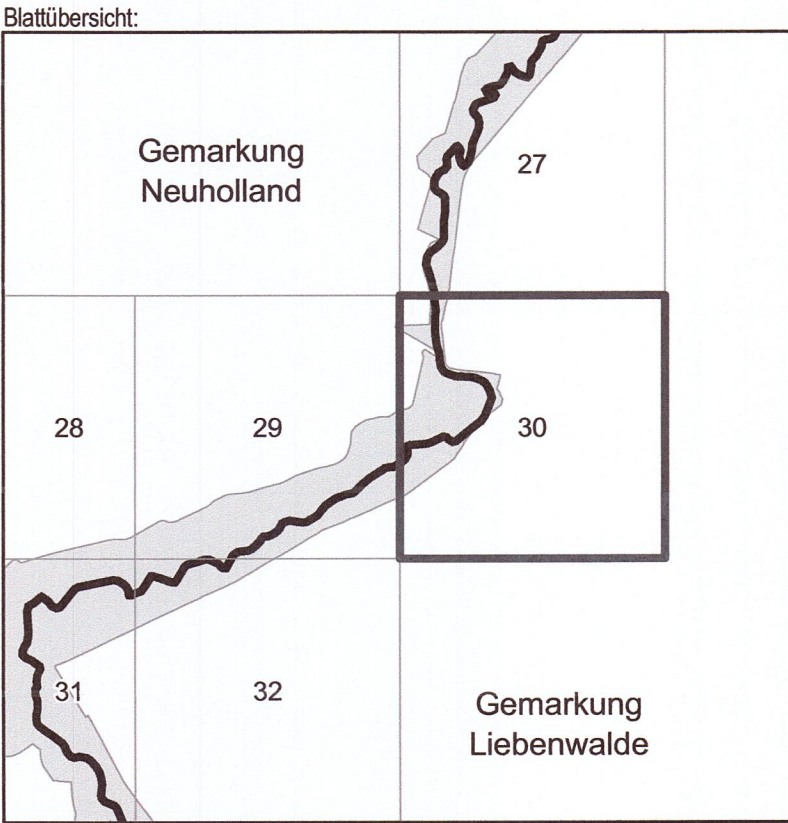 Blattübersicht:
Gemarkung
Neuholland
27
28
29
30
31
32
Gemarkung
Liebenwalde